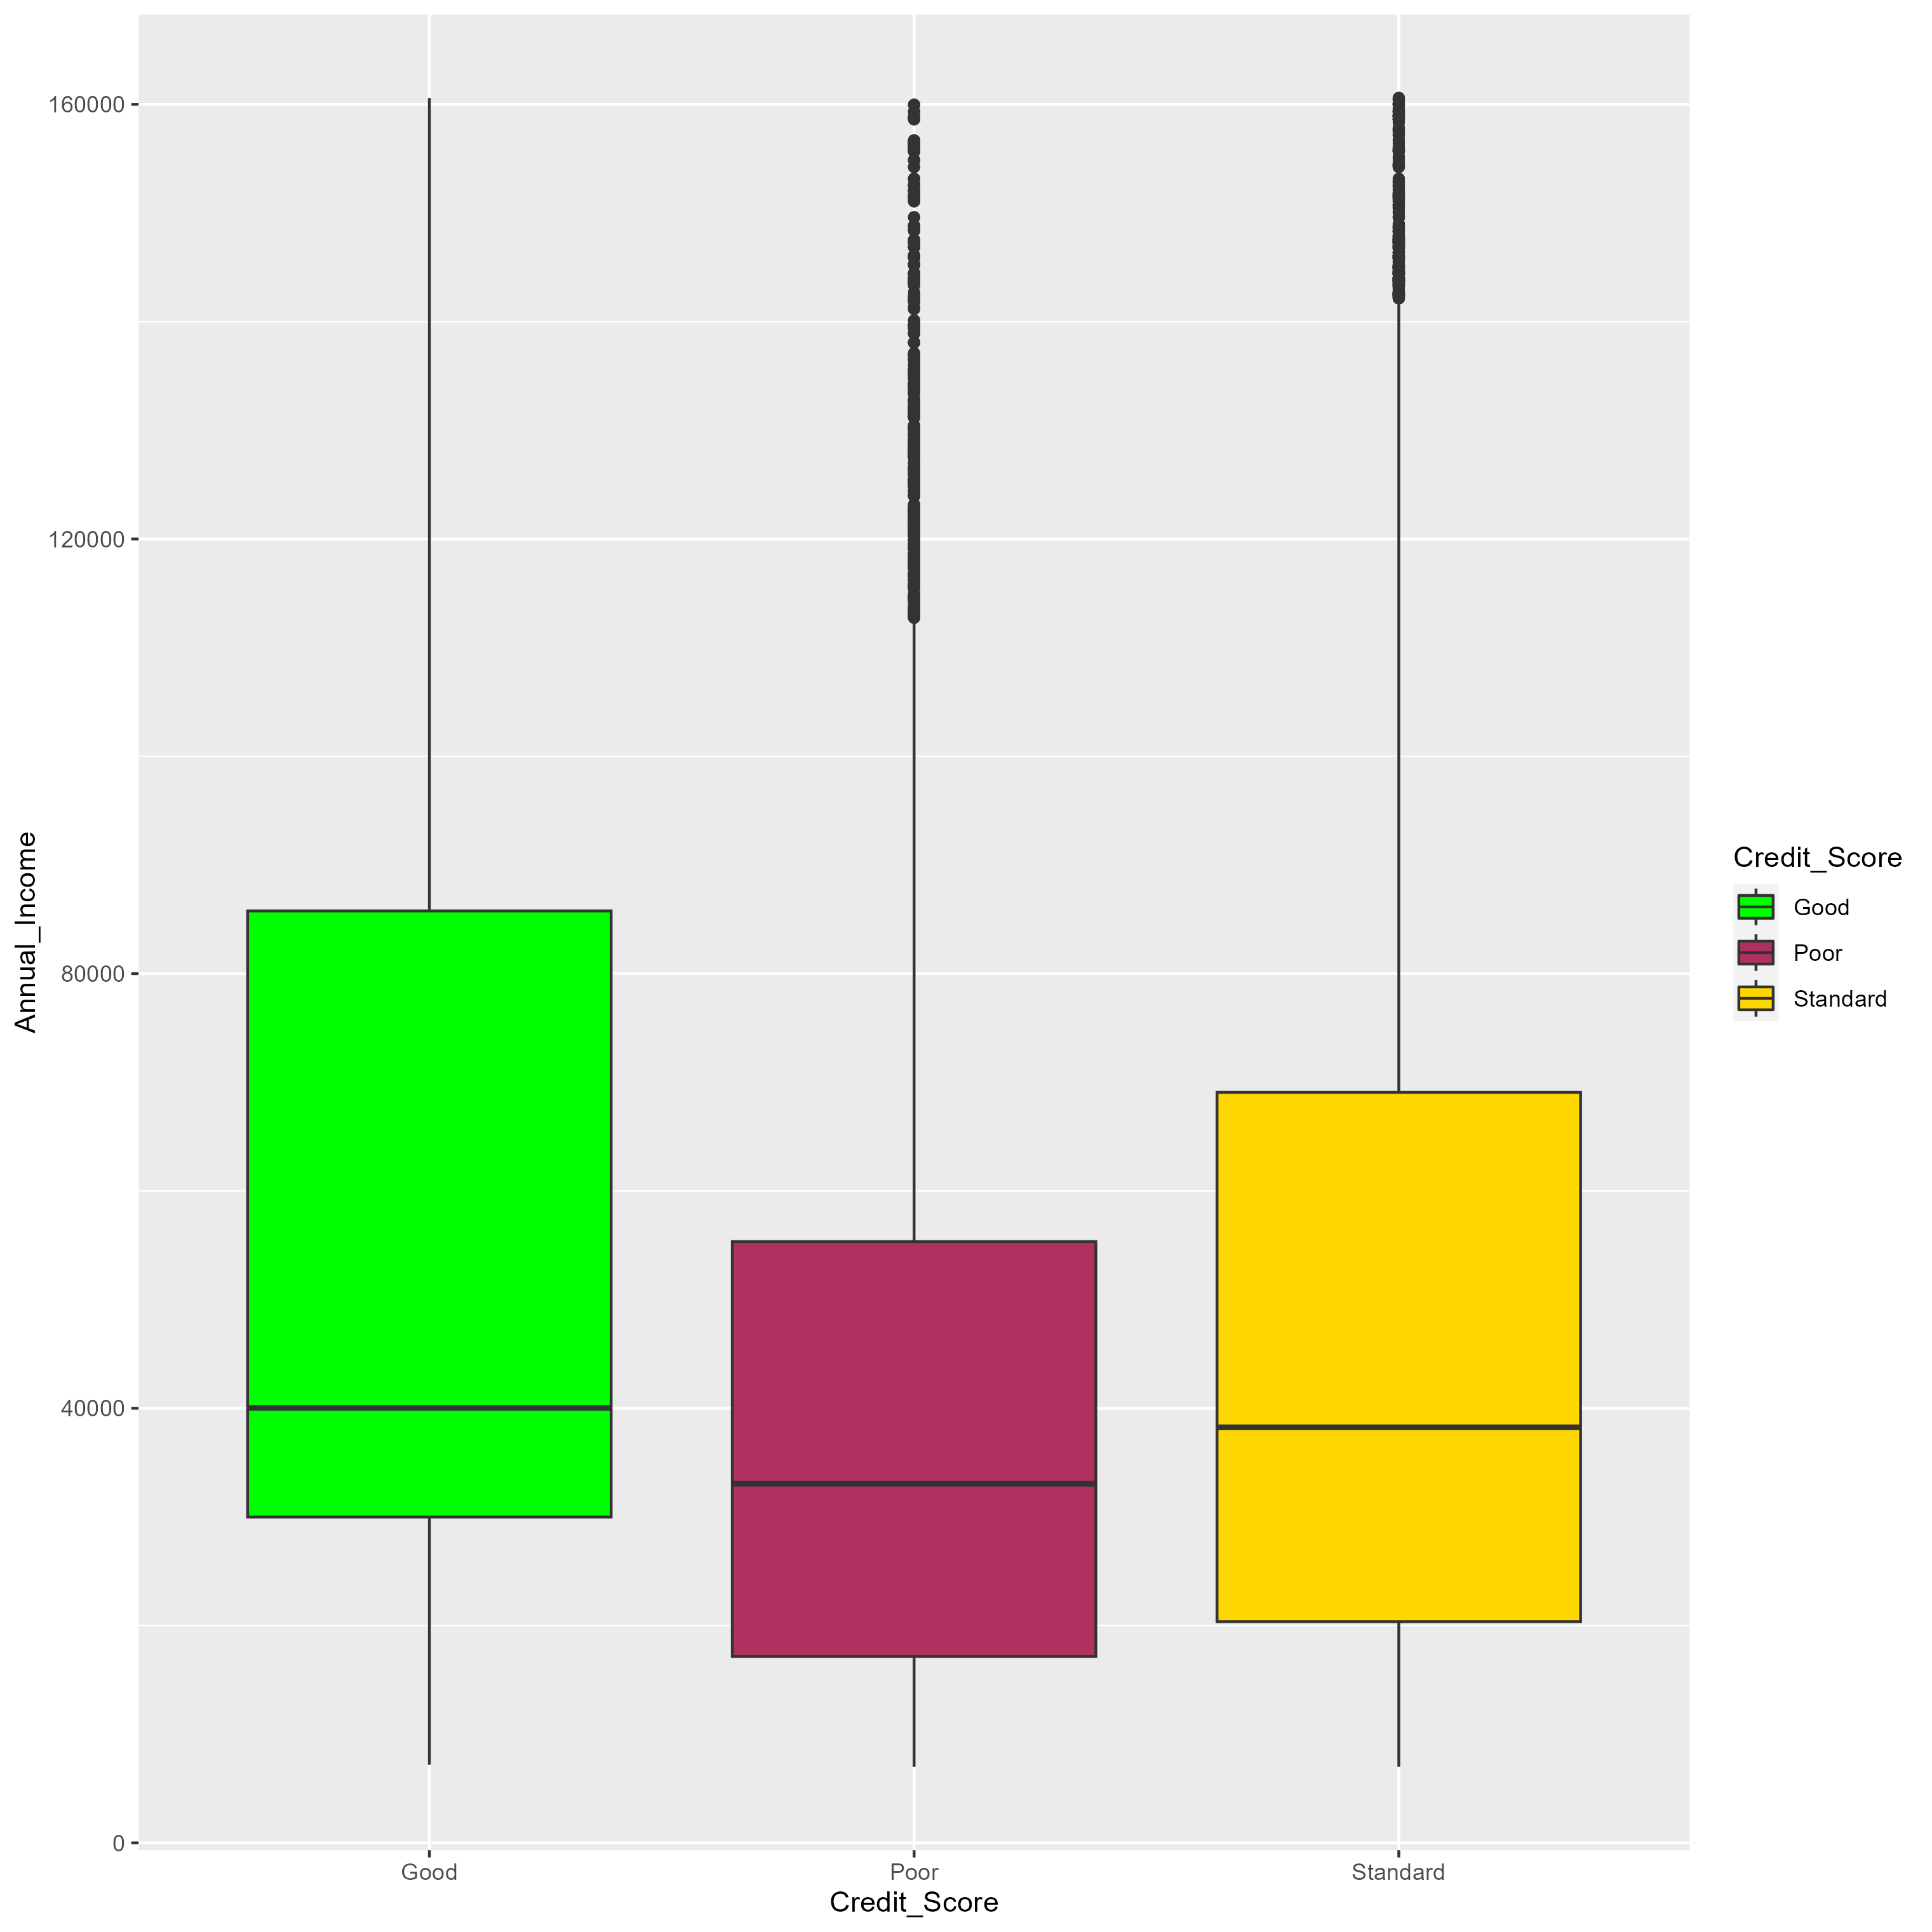 160000
120000
80000
40000
0
Annual_Income
Good
Poor
Standard
Credit_Score
Credit_Score
Good
Poor
Standard